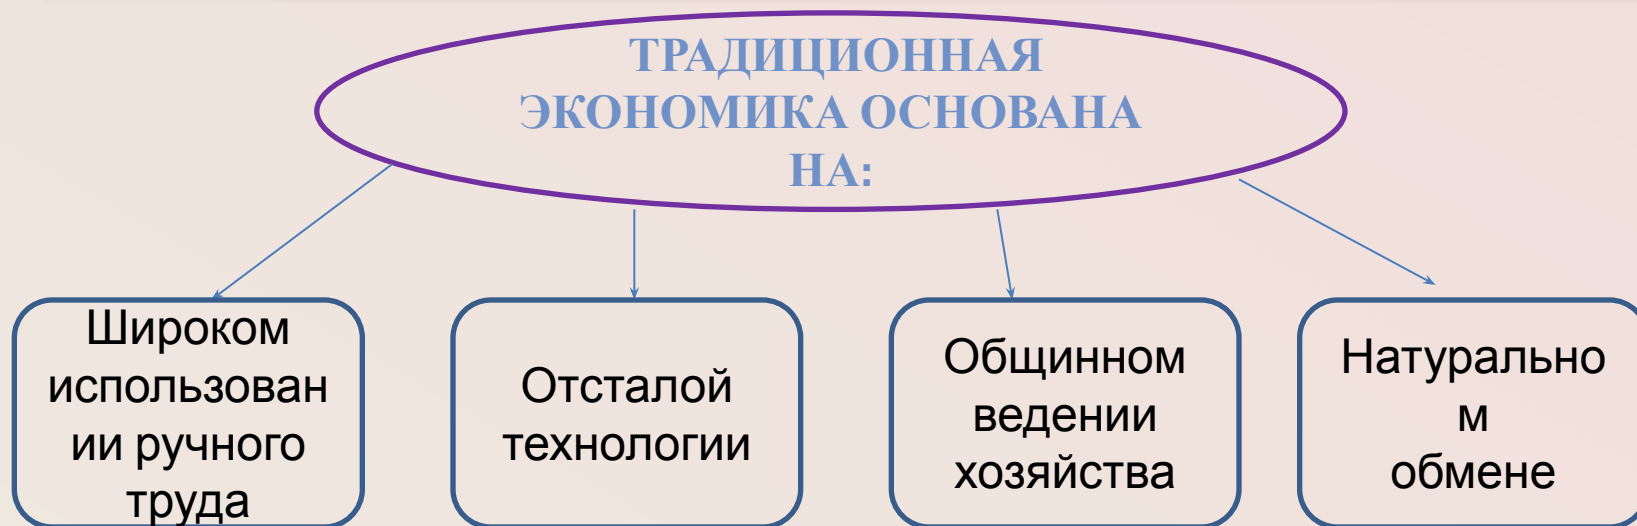 ТРАДИЦИОННАЯ
ЭКОНОМИКА ОСНОВАНА
НА:
Широком
использован
ии ручного
труда
Отсталой
технологии
Общинном
ведении
хозяйства
Натурально
м
обмене